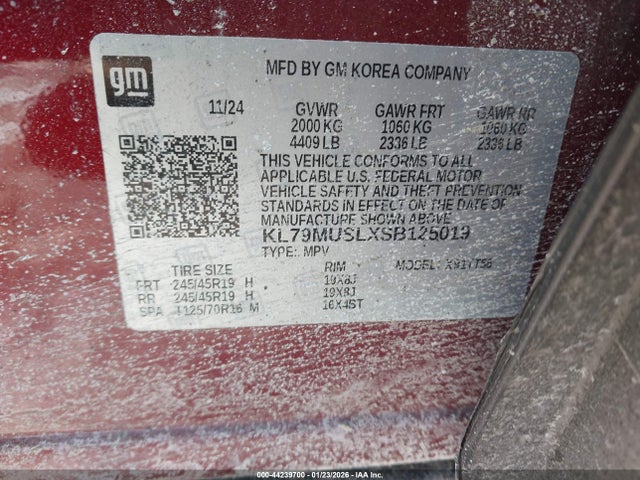 gm
MFD BY GM KOREA COMPANY
11/24 GVWR GAWR FRT GAWR RR
2000 KG 1060 KG 1060 KG
4409 LB 2336 LB 2336 LB
THIS VEHICLE CONFORMS TO ALL
APPLICABLE U.S. FEDERAL MOTOR
VEHICLE SAFETY AND THEFT PREVENTION
STANDARDS IN EFFECT ON THE DATE OF
MANUFACTURE SHOWN ABOVE.
KL79MUSLXSB125019
TYPE: MPV MODEL:
TIRE SIZE RIM
FRT 245/45R19 H 19X8J
RR 245/45R19 H 19X8J
SPA T125/70R16 M 16X4BT
000-44239700 - 01/23/2026 - IAA Inc.